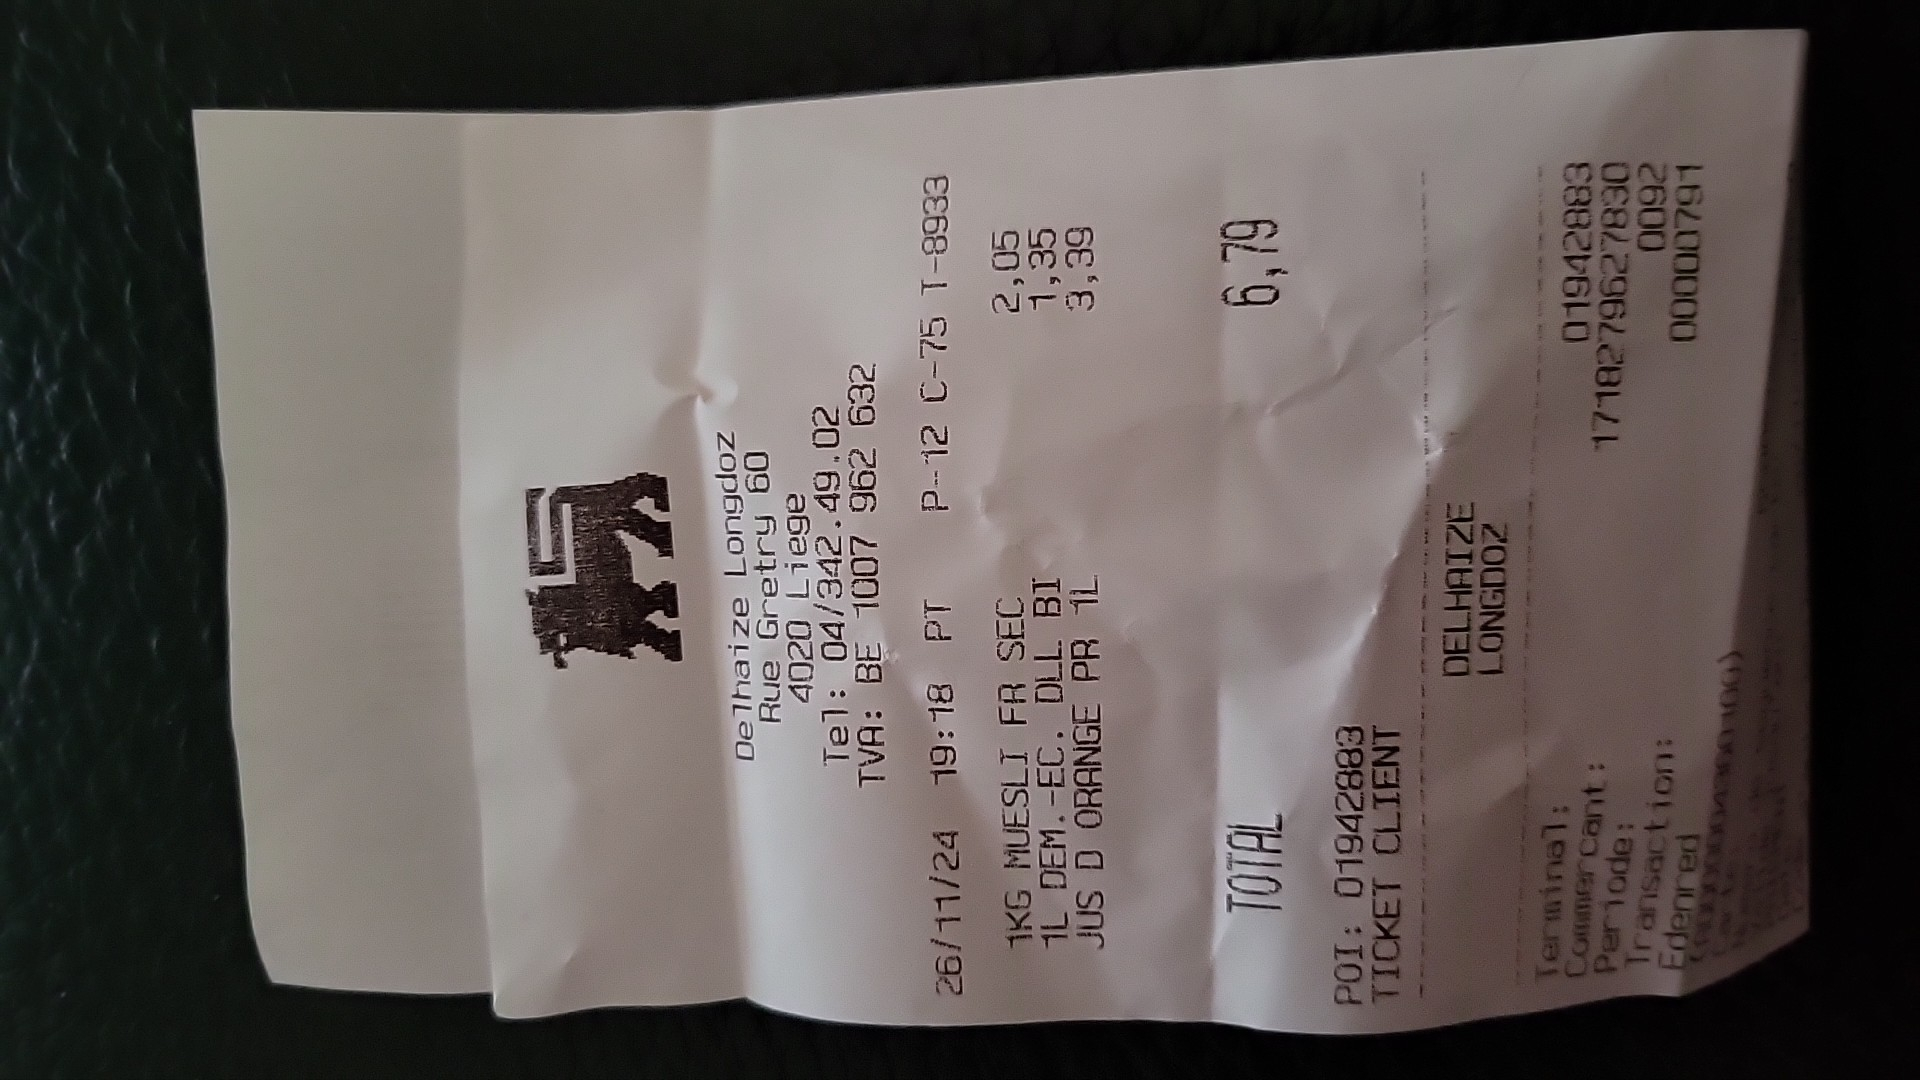 Delhaize Longdoz
Rue Gretry 60
4020 Liege
Tel: 04/342.49.02
TVA: BE 1007 962 632
26/11/24 19:18 PT P-12 C-75 T-8933
1KG MUESLI FR SEC 2,05
1L DEM.-EC. DLL BI 1,35
JUS D ORANGE PR 1L 3,39
TOTAL 6,79
POI: 01942883
TICKET CLIENT
DELHAIZE
LONGDOZ
Terminal: 01942883
Commercant: 17182796278​30
Periode: 0092
Transaction: 00000791
Edenred